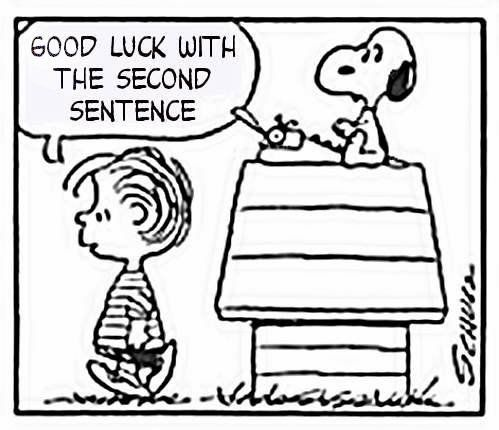 GOOD LUCK WITH
THE SECOND
SENTENCE
SCHULZ